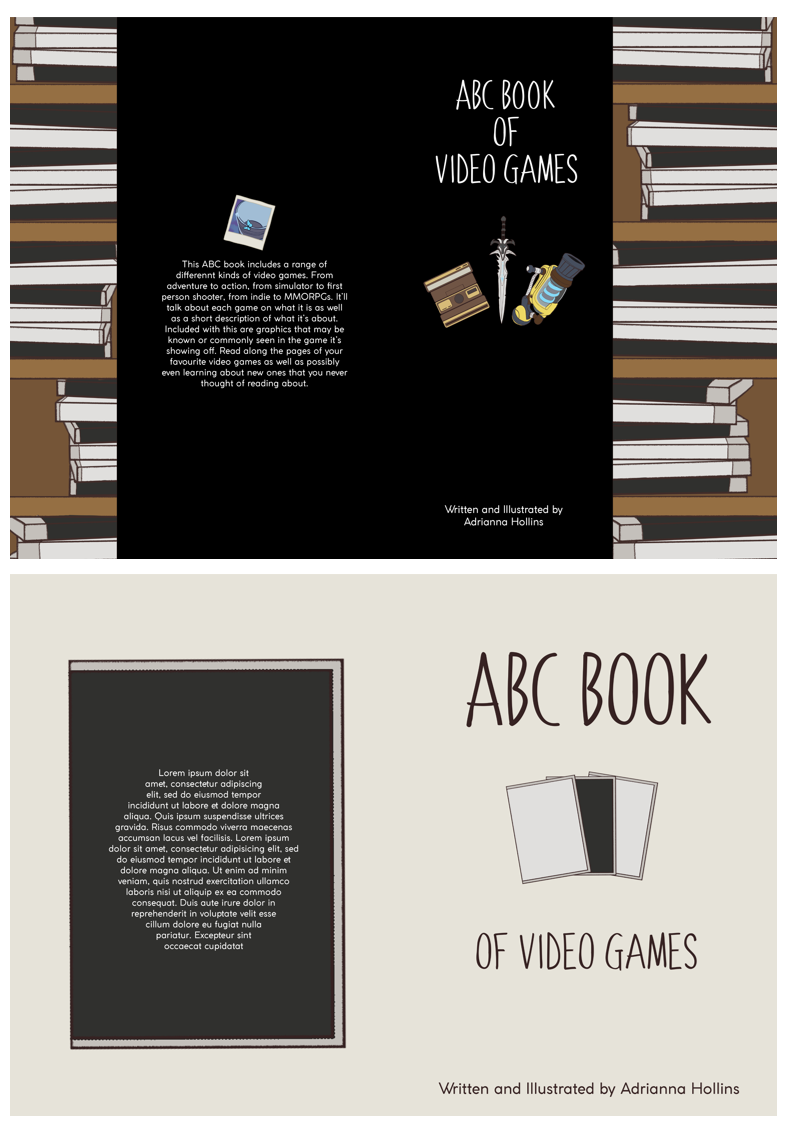 ABC BOOK
OF
VIDEO GAMES
This ABC book includes a range of
differennt kinds of video games. From
adventure to action, from simulator to first
person shooter, from indie to MMORPGs. It'll
talk about each game on what it is as well
as a short description of what it's about.
Included with this are graphics that may be
known or commonly seen in the game it's
showing off. Read along the pages of your
favourite video games as well as possibly
even learning about new ones that you never
thought of reading about.
Written and Illustrated by
Adrianna Hollins
ABC BOOK
Lorem ipsum dolor sit
amet, consectetur adipiscing
elit, sed do eiusmod tempor
incididunt ut labore et dolore magna
aliqua. Quis ipsum suspendisse ultrices
gravida. Risus commodo viverra maecenas
accumsan lacus vel facilisis. Lorem ipsum
dolor sit amet, consectetur adipisicing elit, sed
do eiusmod tempor incididunt ut labore et
dolore magna aliqua. Ut enim ad minim
veniam, quis nostrud exercitation ullamco
laboris nisi ut aliquip ex ea commodo
consequat. Duis aute irure dolor in
reprehenderit in voluptate velit esse
cillum dolore eu fugiat nulla
pariatur. Excepteur sint
occaecat cupidatat
OF VIDEO GAMES
Written and Illustrated by Adrianna Hollins